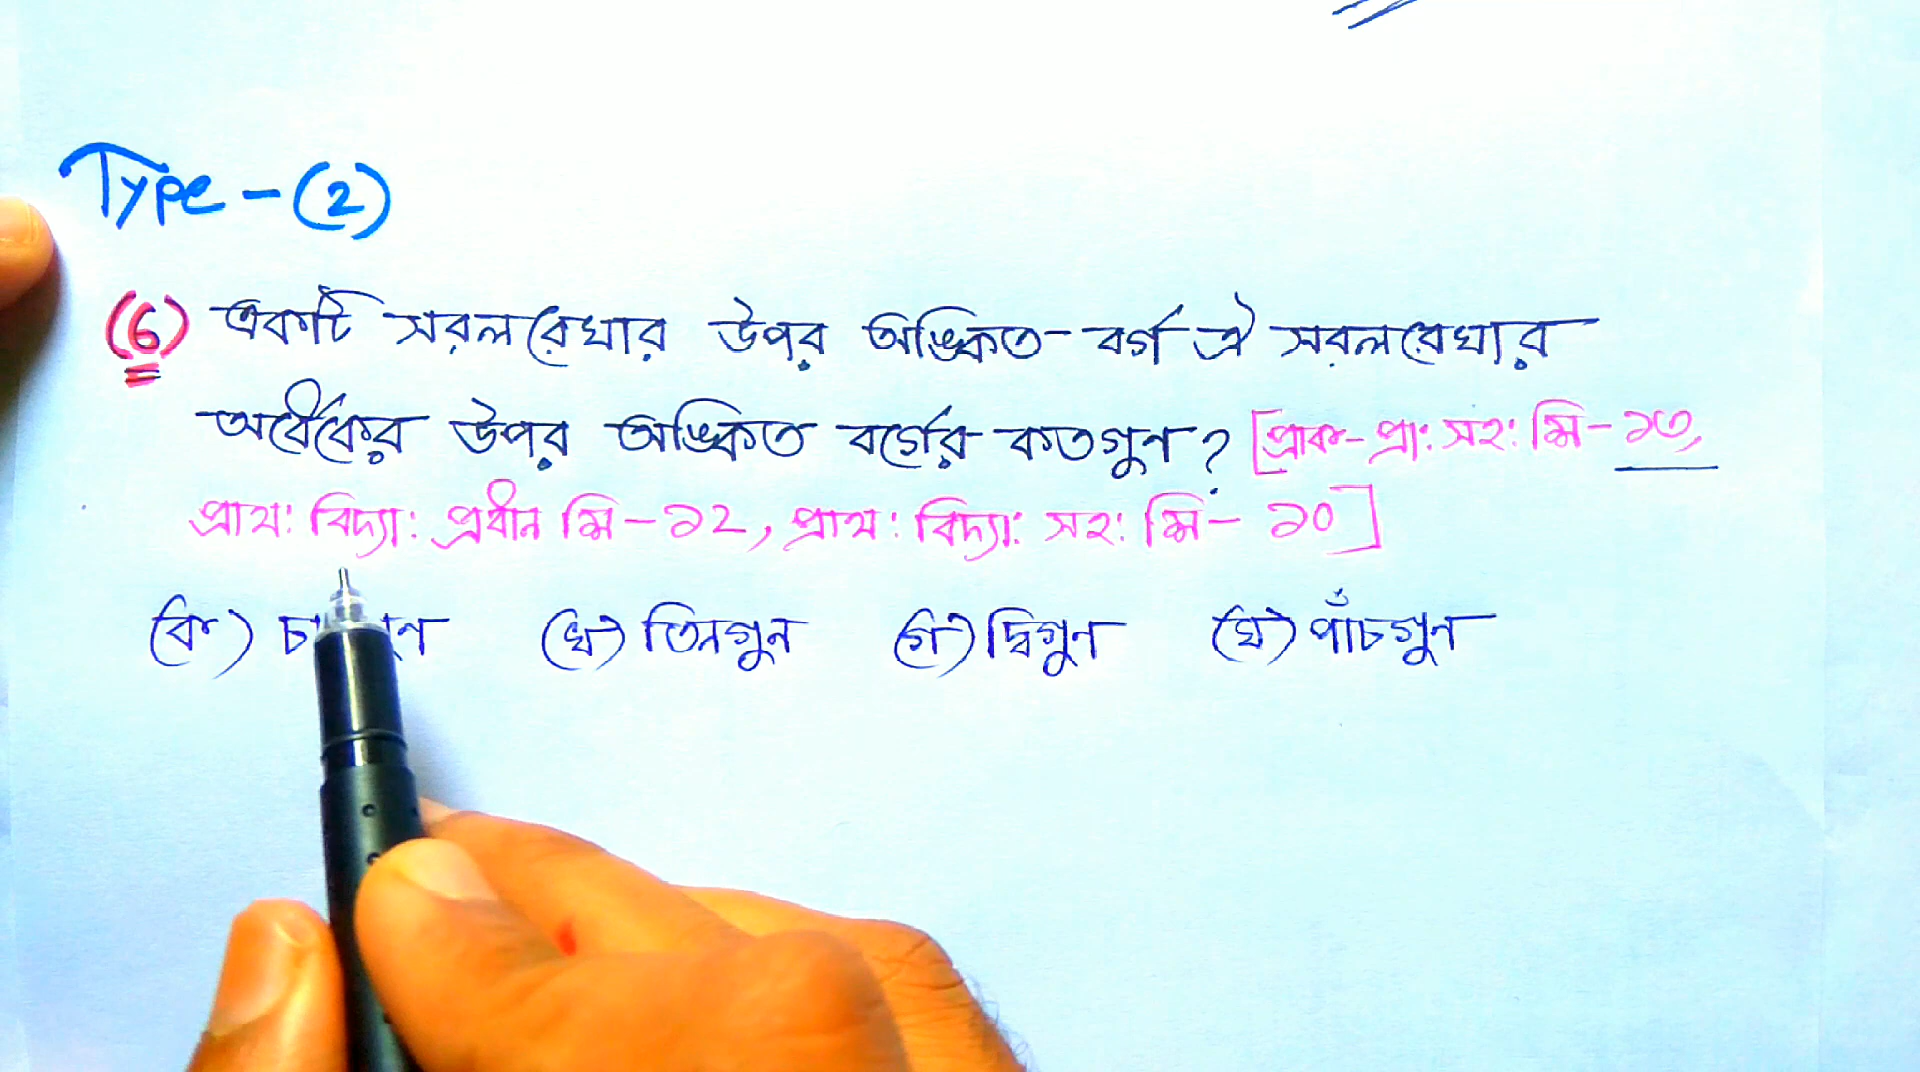 Type - (2)
(6) একটি সরলরেখার উপর অঙ্কিত বর্গ ঐ সরলরেখার
অর্ধেকের উপর অঙ্কিত বর্গের কতগুন? [প্রাক-প্রা: সহ: শি - ১৩,
প্রাথ: বিদ্যা: প্রধান শি - ১২, প্রাথ: বিদ্যা: সহ: শি - ১০]
(ক) (খ) তিনগুন (গ) দ্বিগুন (ঘ) পাঁচগুন